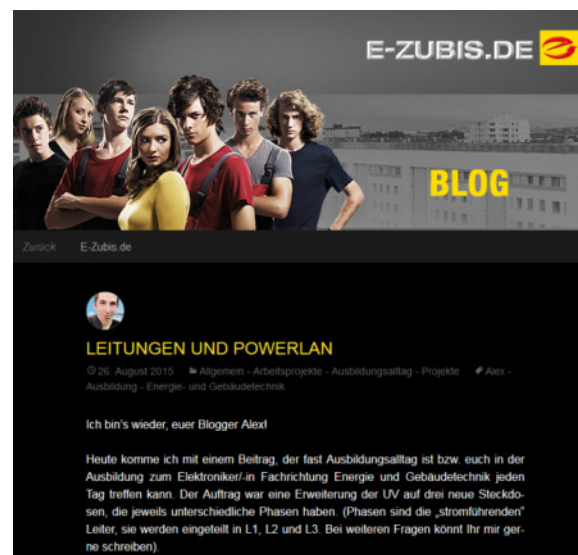 E-ZUBIS.DE
BLOG
Zurück E-Zubis.de
LEITUNGEN UND POWERLAN
26. August 2015 Allgemein - Arbeitsprojekte - Ausbildungsalltag - Projekte Alex -
Ausbildung - Energie- und Gebäudetechnik
Ich bin's wieder, euer Blogger Alex!
Heute komme ich mit einem Beitrag, der fast Ausbildungsalltag ist bzw. euch in der
Ausbildung zum Elektroniker/-in Fachrichtung Energie und Gebäudetechnik jeden
Tag treffen kann. Der Auftrag war eine Erweiterung der UV auf drei neue Steckdo-
sen, die jeweils unterschiedliche Phasen haben. (Phasen sind die „stromführenden"
Leiter, sie werden eingeteilt in L1, L2 und L3. Bei weiteren Fragen könnt Ihr mir ger-
ne schreiben).